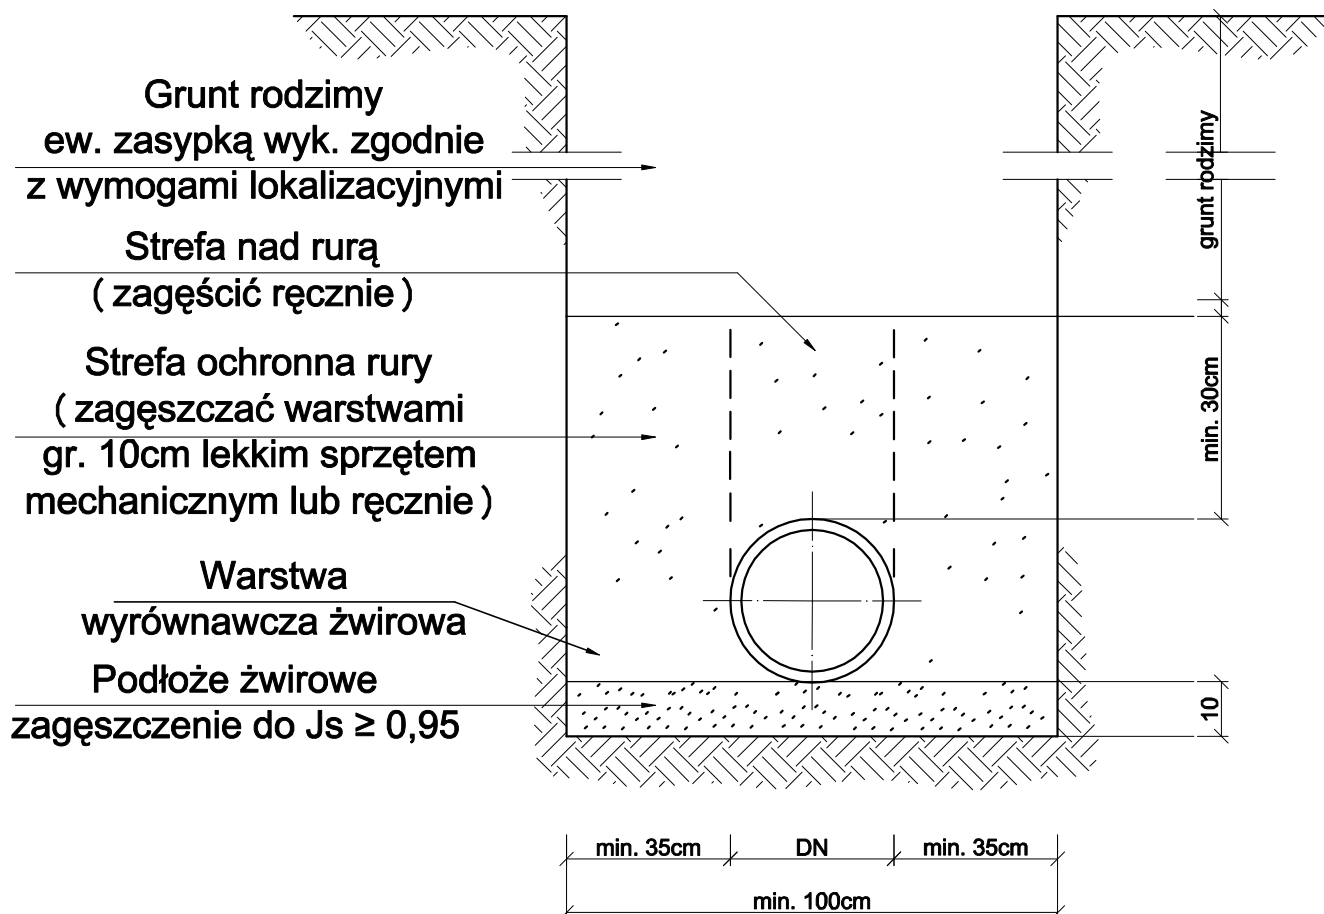 Grunt rodzimy
ew. zasypką wyk. zgodnie
z wymogami lokalizacyjnymi
Strefa nad rurą
( zagęścić ręcznie )
Strefa ochronna rury
( zagęszczać warstwami
gr. 10cm lekkim sprzętem
mechanicznym lub ręcznie )
Warstwa
wyrównawcza żwirowa
Podłoże żwirowe
zagęszczenie do Js ≥ 0,95
grunt rodzimy
min. 30cm
10
min. 35cm
DN
min. 35cm
min. 100cm